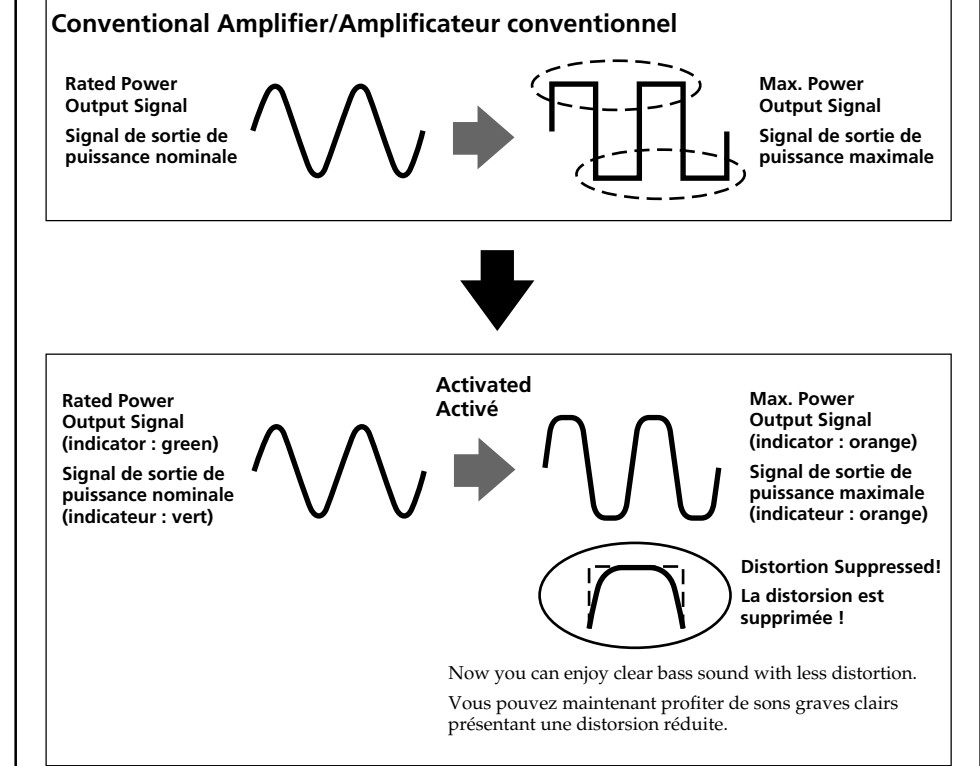 Conventional Amplifier/Amplificateur conventionnel
Rated Power
Output Signal
Signal de sortie de
puissance nominale
Max. Power
Output Signal
Signal de sortie de
puissance maximale
Rated Power
Output Signal
(indicator : green)
Signal de sortie de
puissance nominale
(indicateur : vert)
Activated
Activé
Max. Power
Output Signal
(indicator : orange)
Signal de sortie de
puissance maximale
(indicateur : orange)
Distortion Suppressed!
La distorsion est
supprimée !
Now you can enjoy clear bass sound with less distortion.
Vous pouvez maintenant profiter de sons graves clairs
présentant une distorsion réduite.